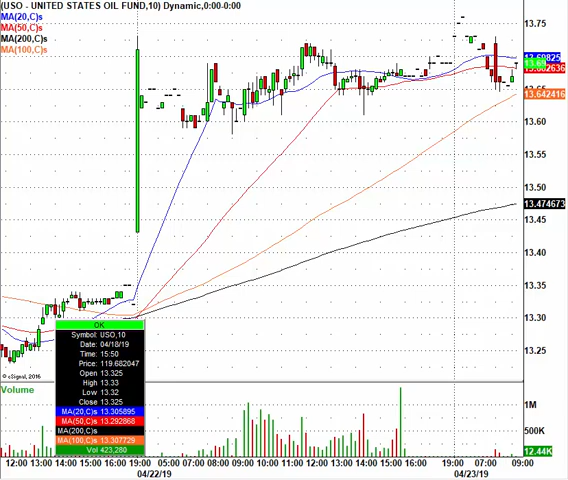 (USO - UNITED STATES OIL FUND,10) Dynamic,0:00-0:00
MA(20,C)s
MA(50,C)s
MA(200,C)s
MA(100,C)s
13.75
13.69
13.642416
13.60
13.55
13.50
13.474673
13.45
13.40
13.35
13.30
13.25
OK
Symbol: USO,10
Date: 04/18/19
Time: 15:50
Price: 119.682047
Open 13.325
High 13.33
Low 13.32
Close 13.325
MA(20,C)s 13.305895
MA(50,C)s 13.292868
MA(200,C)s
MA(100,C)s 13.307729
Vol 423,280
© eSignal, 2016
Volume
1M
500K
12.44K
12:00 13:00 14:00 15:00 16:00 19:00 05:00 07:00 08:00 09:00 10:00 11:00 12:00 13:00 14:00 15:00 16:00 19:00 07:00 09:00
04/22/19 04/23/19